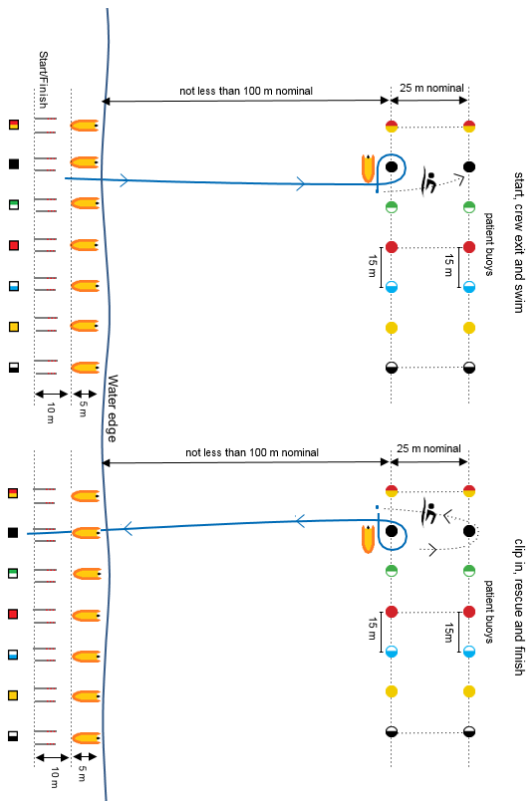 Start/Finish
not less than 100 m nominal
25 m nominal
start, crew exit and swim
patient buoys
15 m
15 m
10 m
5 m
Water edge
not less than 100 m nominal
25 m nominal
clip in, rescue and finish
patient buoys
15 m
15m
10 m
5 m